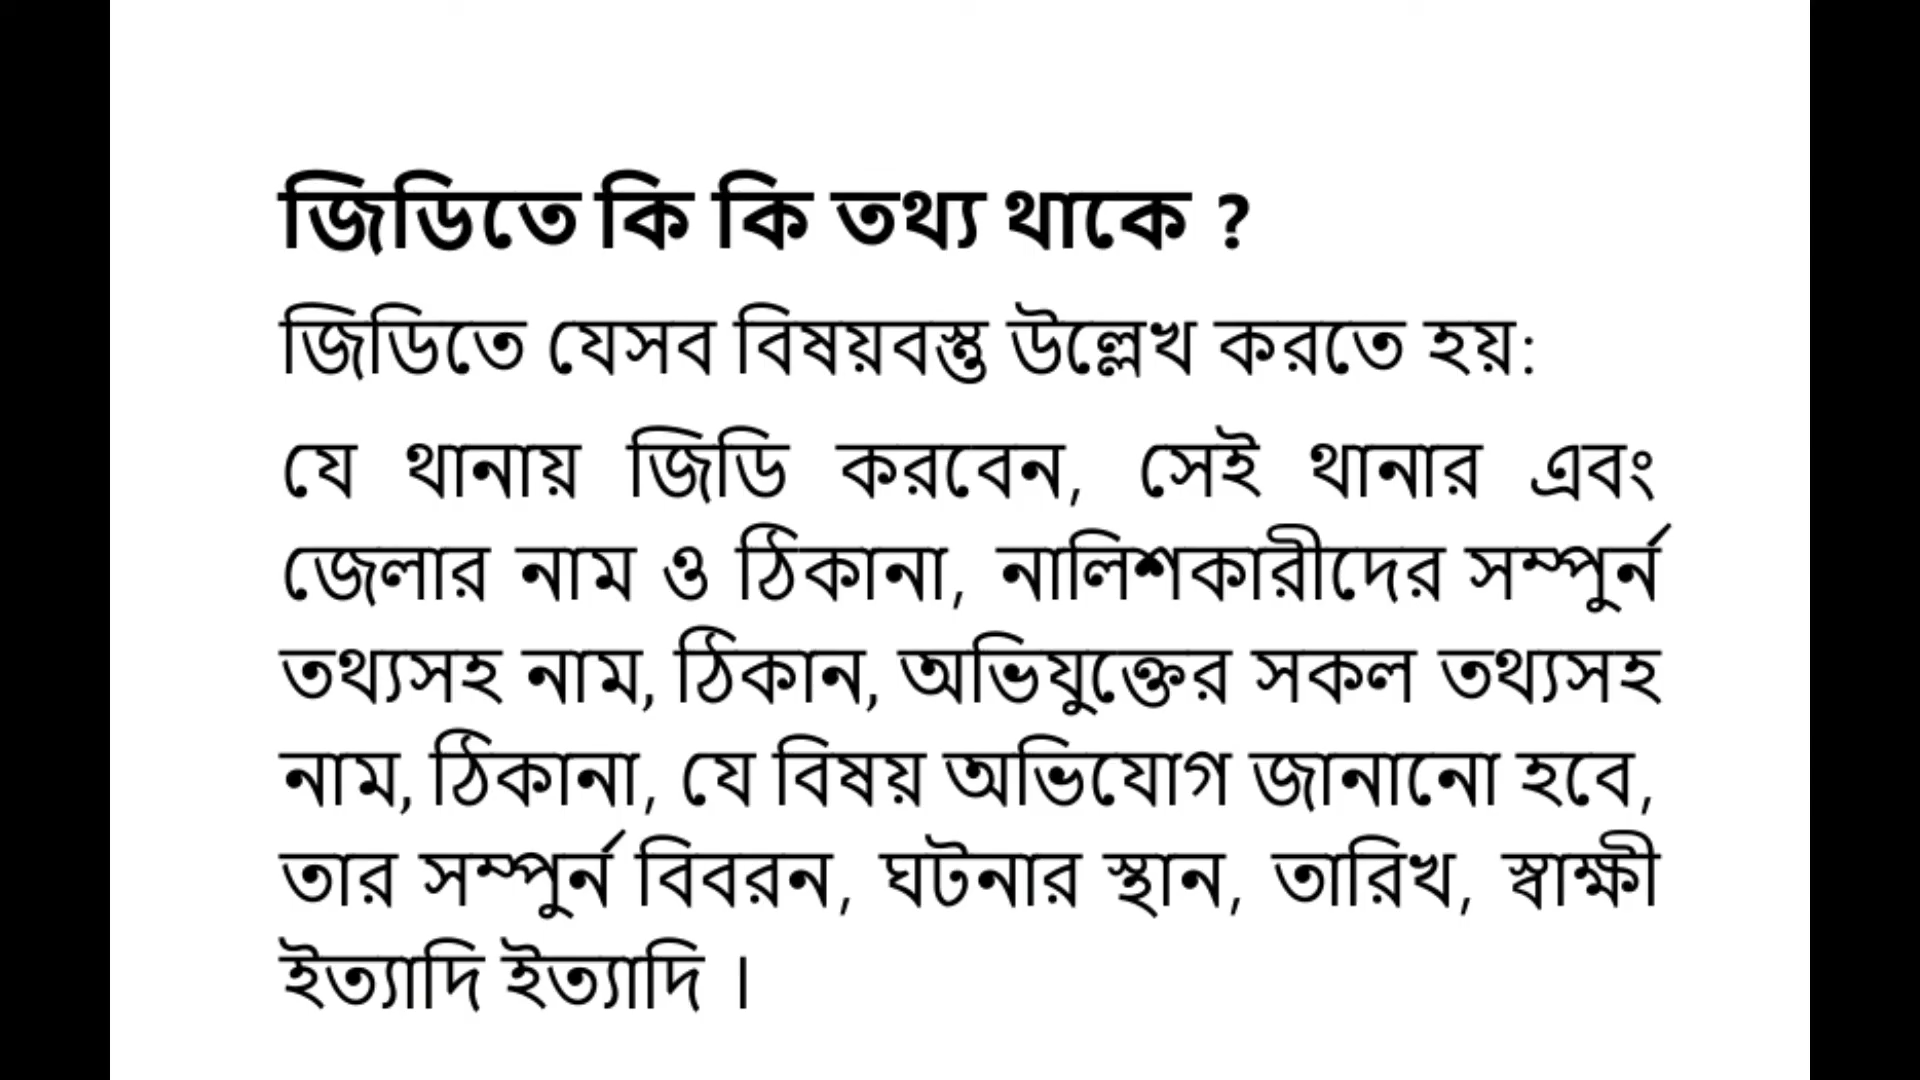 জিডিতে কি কি তথ্য থাকে ?
জিডিতে যেসব বিষয়বস্তু উল্লেখ করতে হয়:
যে থানায় জিডি করবেন, সেই থানার এবং
জেলার নাম ও ঠিকানা, নালিশকারীদের সম্পুর্ন
তথ্যসহ নাম, ঠিকান, অভিযুক্তের সকল তথ্যসহ
নাম, ঠিকানা, যে বিষয় অভিযোগ জানানো হবে,
তার সম্পুর্ন বিবরন, ঘটনার স্থান, তারিখ, স্বাক্ষী
ইত্যাদি ইত্যাদি ।